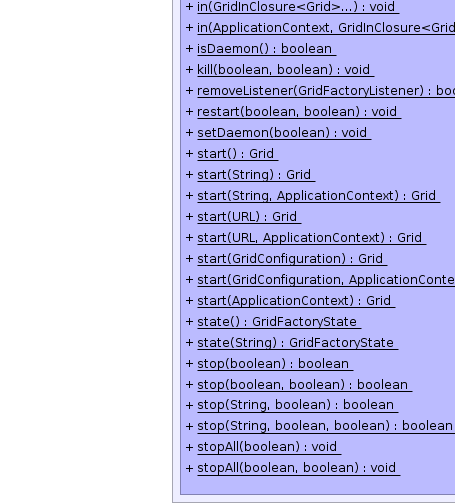 + in(GridInClosure<Grid>...) : void
+ in(ApplicationContext, GridInClosure<Grid
+ isDaemon() : boolean
+ kill(boolean, boolean) : void
+ removeListener(GridFactoryListener) : boo
+ restart(boolean, boolean) : void
+ setDaemon(boolean) : void
+ start() : Grid
+ start(String) : Grid
+ start(String, ApplicationContext) : Grid
+ start(URL) : Grid
+ start(URL, ApplicationContext) : Grid
+ start(GridConfiguration) : Grid
+ start(GridConfiguration, ApplicationConte
+ start(ApplicationContext) : Grid
+ state() : GridFactoryState
+ state(String) : GridFactoryState
+ stop(boolean) : boolean
+ stop(boolean, boolean) : boolean
+ stop(String, boolean) : boolean
+ stop(String, boolean, boolean) : boolean
+ stopAll(boolean) : void
+ stopAll(boolean, boolean) : void